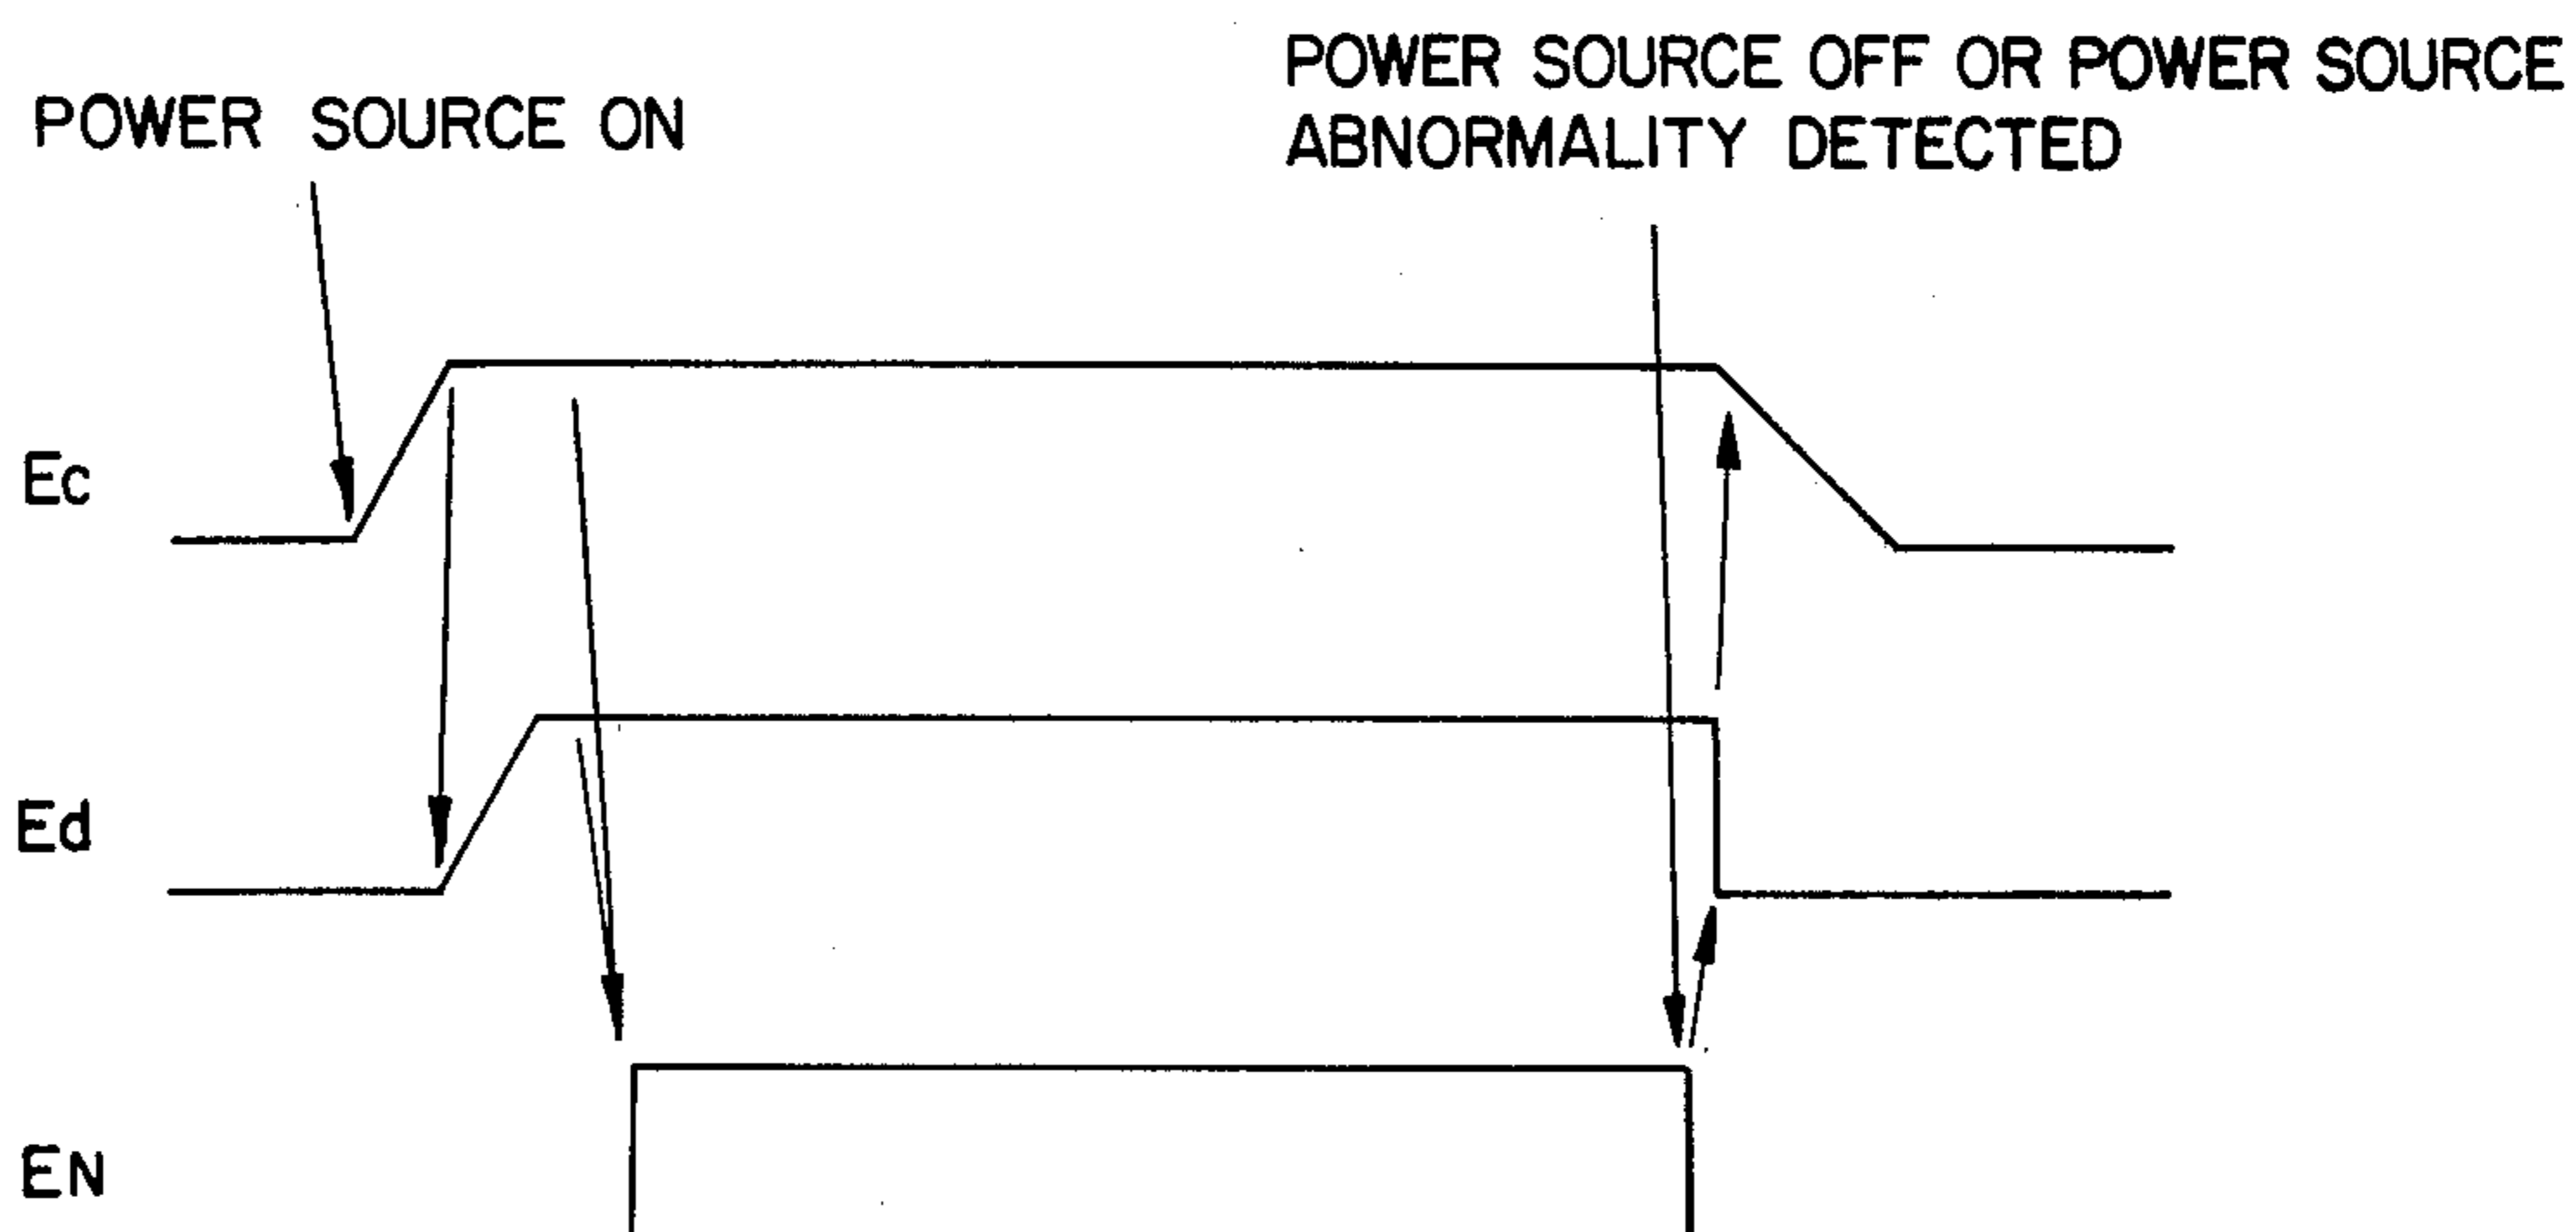 POWER SOURCE ON
POWER SOURCE OFF OR POWER SOURCE
ABNORMALITY DETECTED
Ec
Ed
EN